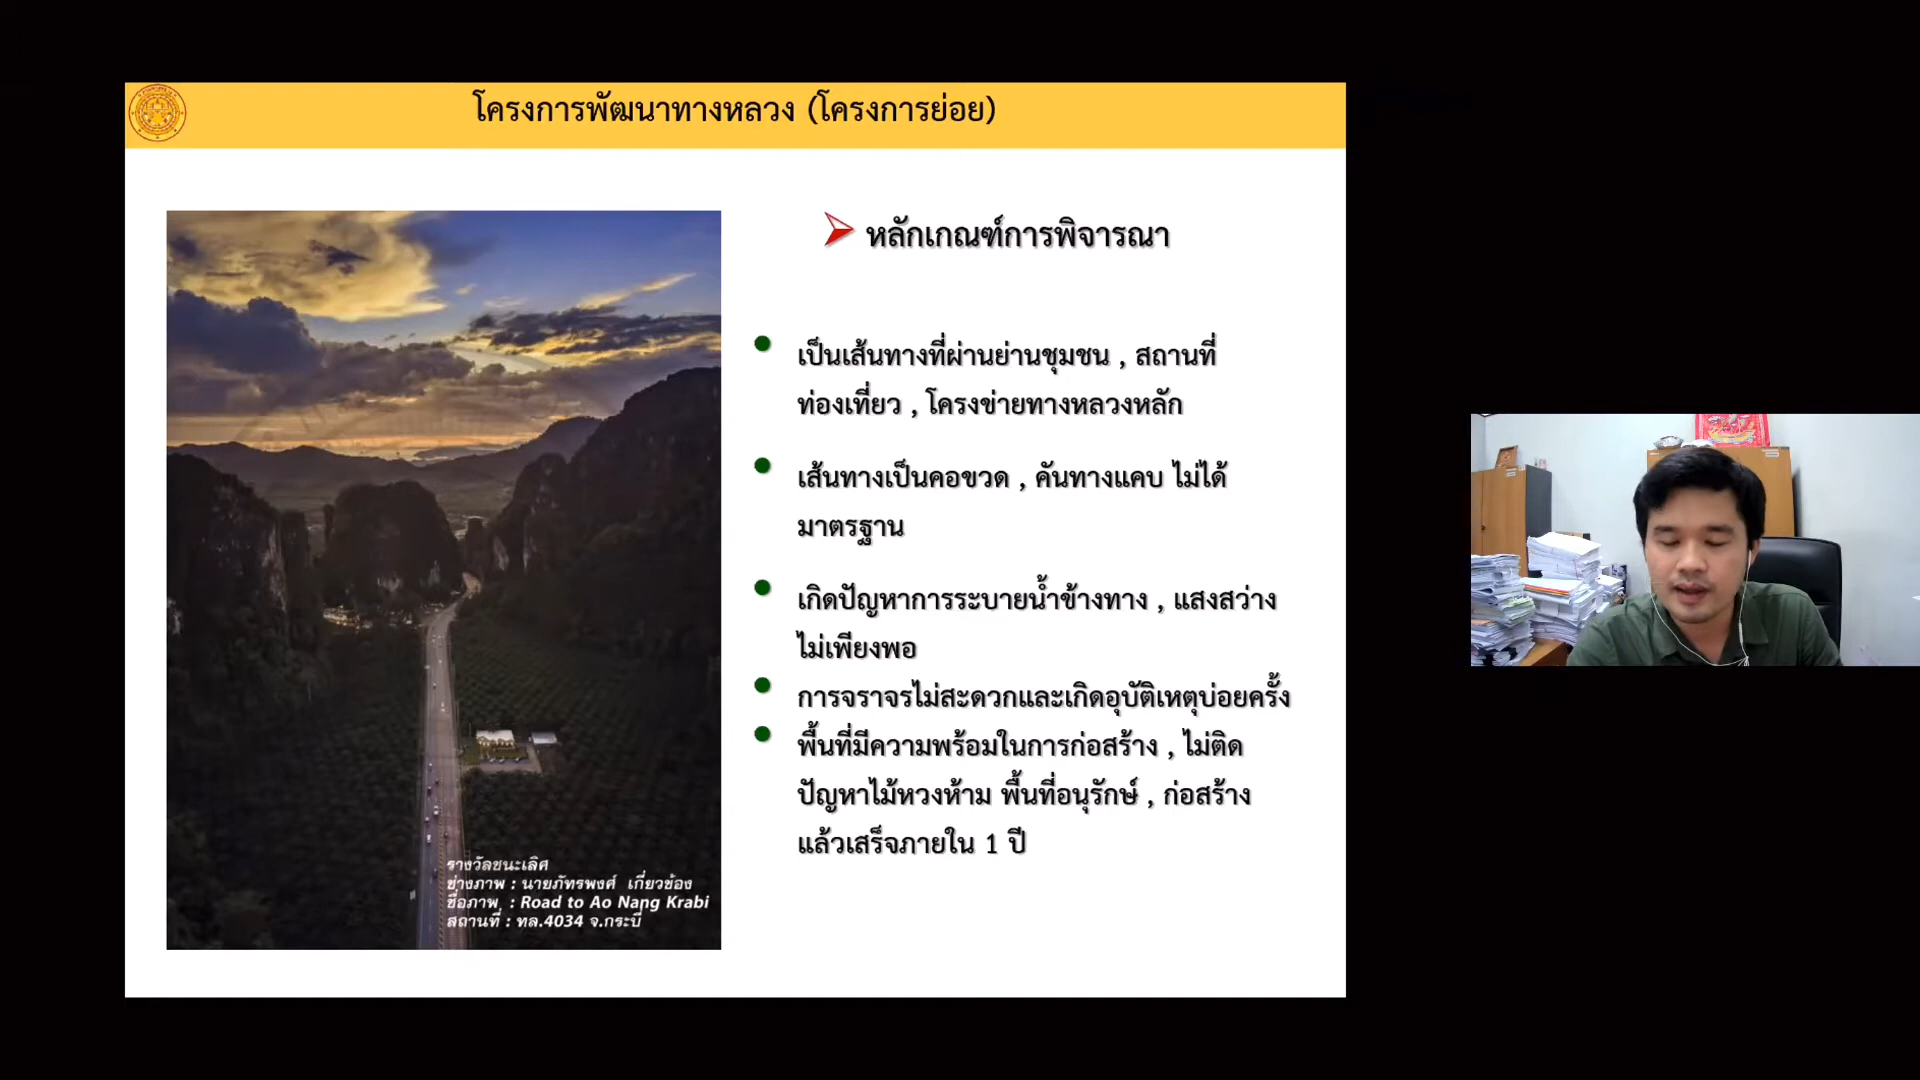 โครงการพัฒนาทางหลวง (โครงการย่อย)
หลักเกณฑ์การพิจารณา
เป็นเส้นทางที่ผ่านย่านชุมชน , สถานที่
ท่องเที่ยว , โครงข่ายทางหลวงหลัก
เส้นทางเป็นคอขวด , คันทางแคบ ไม่ได้
มาตรฐาน
เกิดปัญหาการระบายน้ำข้างทาง , แสงสว่าง
ไม่เพียงพอ
การจราจรไม่สะดวกและเกิดอุบัติเหตุบ่อยครั้ง
พื้นที่มีความพร้อมในการก่อสร้าง , ไม่ติด
ปัญหาไม้หวงห้าม พื้นที่อนุรักษ์ , ก่อสร้าง
แล้วเสร็จภายใน 1 ปี
รางวัลชนะเลิศ
ช่างภาพ : นายภัทรพงศ์ เกี่ยวข้อง
ชื่อภาพ : Road to Ao Nang Krabi
สถานที่ : ทล.4034 จ.กระบี่